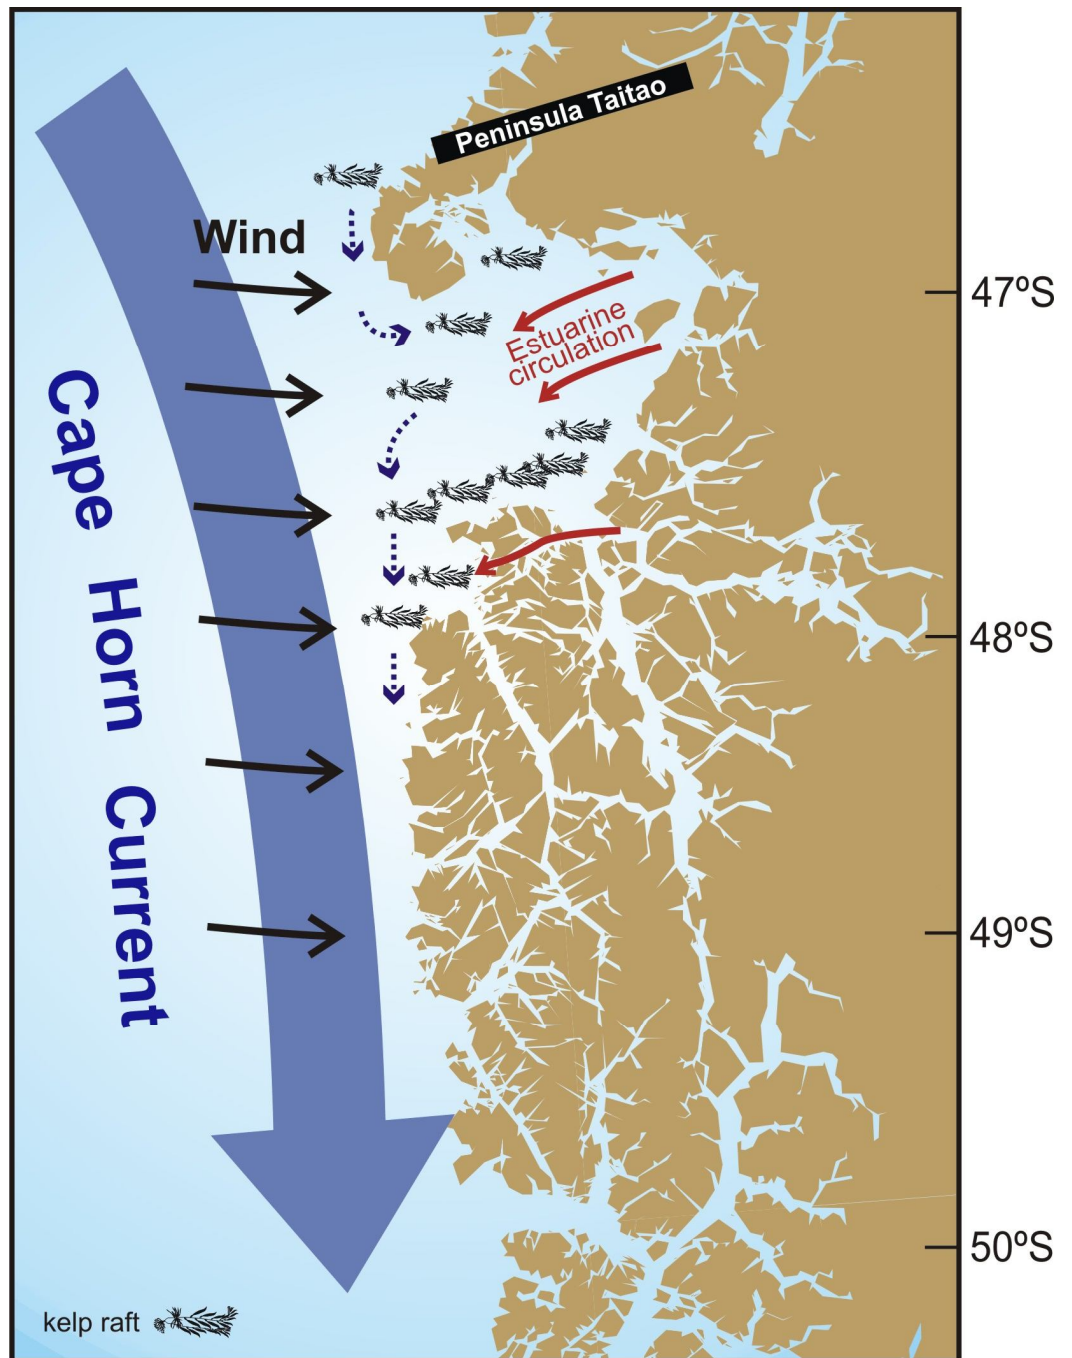 Peninsula Taitao
Wind
47ºS
Estuarine
circulation
Cape Horn Current
48ºS
49ºS
50ºS
kelp raft